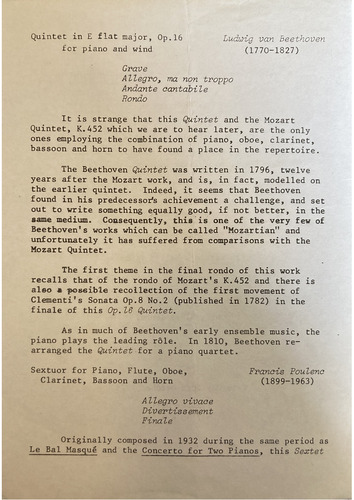 Quintet in E flat major, Op.16 Ludwig van Beethoven
for piano and wind (1770-1827)
Grave
Allegro, ma non troppo
Andante cantabile
Rondo
It is strange that this Quintet and the Mozart
Quintet, K.452 which we are to hear later, are the only
ones employing the combination of piano, oboe, clarinet,
bassoon and horn to have found a place in the repertoire.
The Beethoven Quintet was written in 1796, twelve
years after the Mozart work, and is, in fact, modelled on
the earlier quintet. Indeed, it seems that Beethoven
found in his predecessor's achievement a challenge, and set
out to write something equally good, if not better, in the
same medium. Consequently, this is one of the very few of
Beethoven's works which can be called "Mozartian" and
unfortunately it has suffered from comparisons with the
Mozart Quintet.
The first theme in the final rondo of this work
recalls that of the rondo of Mozart's K.452 and there is
also a possible recollection of the first movement of
Clementi's Sonata Op.8 No.2 (published in 1782) in the
finale of this Op.16 Quintet.
As in much of Beethoven's early ensemble music, the
piano plays the leading rôle. In 1810, Beethoven re-
arranged the Quintet for a piano quartet.
Sextuor for Piano, Flute, Oboe, Francis Poulenc
Clarinet, Bassoon and Horn (1899-1963)
Allegro vivace
Divertissement
Finale
Originally composed in 1932 during the same period as
Le Bal Masqué and the Concerto for Two Pianos, this Sextet